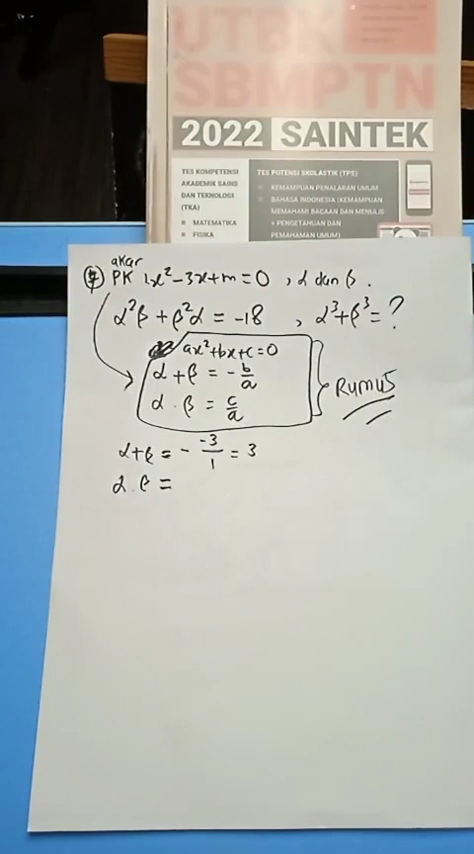 UTBK
SBMPTN
2022 SAINTEK
TES KOMPETENSI
AKADEMIK SAINS
DAN TEKNOLOGI
(TKA)
MATEMATIKA
FISIKA
TES POTENSI SKOLASTIK (TPS)
KEMAMPUAN PENALARAN UMUM
BAHASA INDONESIA (KEMAMPUAN
MEMAHAMI BACAAN DAN MENULIS
+ PENGETAHUAN DAN
PEMAHAMAN UMUM)
akar
PK 1x² - 3x + m = 0 , α dan β .
α²β + β²α = -18 , α³ + β³ = ?
ax² + bx + c = 0
α + β = - b/a
α . β = c/a
Rumus
α + β = - -3/1 = 3
α . β =